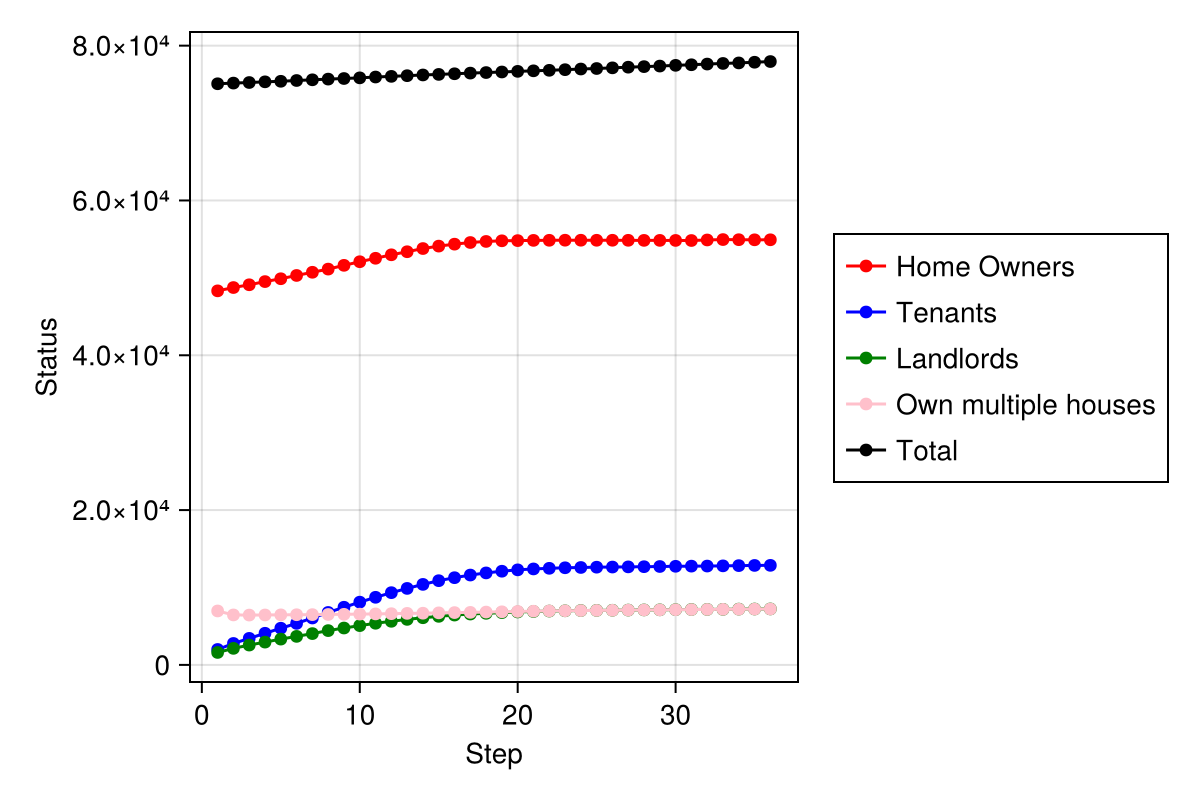 8.0×10⁴
6.0×10⁴
4.0×10⁴
2.0×10⁴
0
Status
0 10 20 30
Step
Home Owners
Tenants
Landlords
Own multiple houses
Total